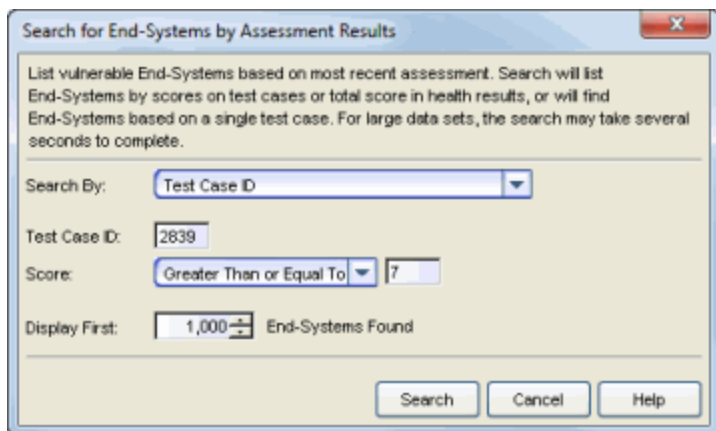 Search for End-Systems by Assessment Results
List vulnerable End-Systems based on most recent assessment. Search will list
End-Systems by scores on test cases or total score in health results, or will find
End-Systems based on a single test case. For large data sets, the search may take several
seconds to complete.
Search By: Test Case ID
Test Case ID: 2839
Score: Greater Than or Equal To 7
Display First: 1,000 End-Systems Found
Search Cancel Help